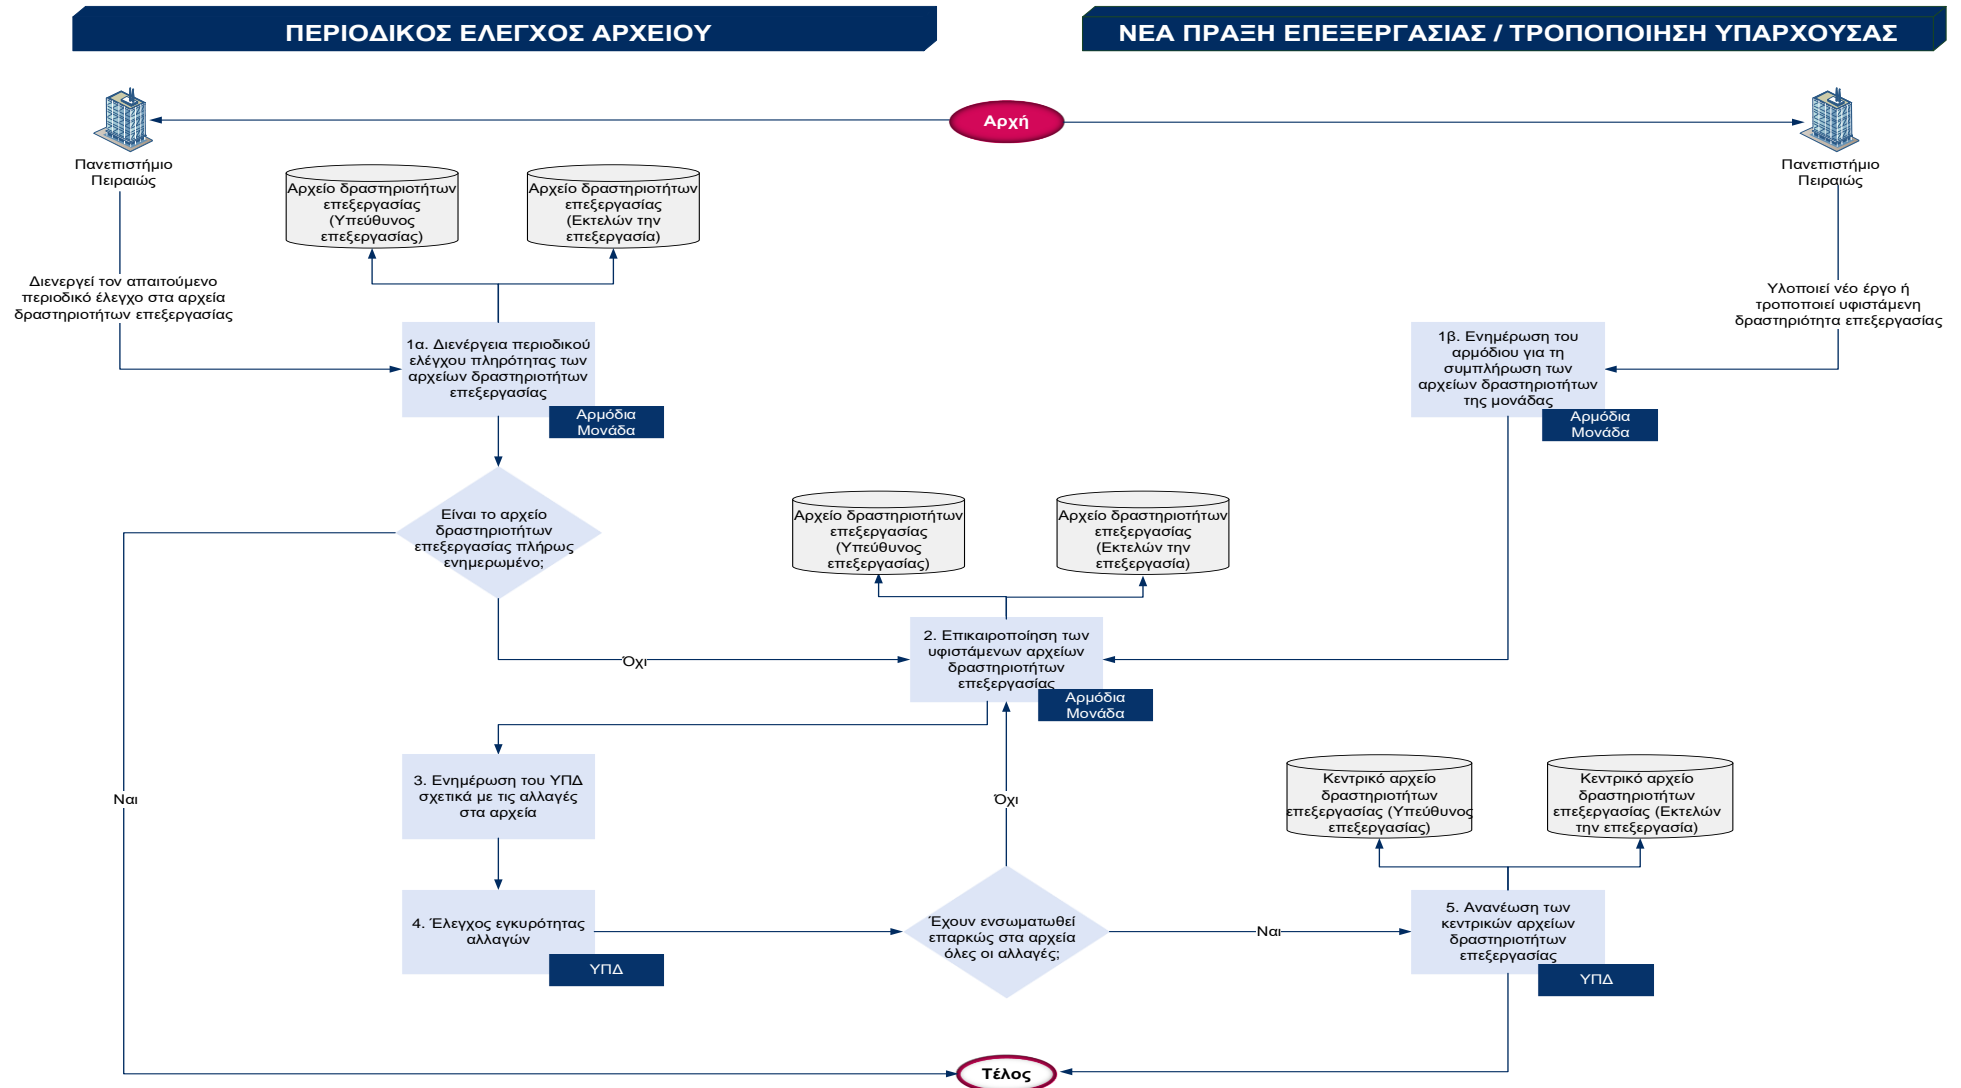 ΠΕΡΙΟΔΙΚΟΣ ΕΛΕΓΧΟΣ ΑΡΧΕΙΟΥ
ΝΕΑ ΠΡΑΞΗ ΕΠΕΞΕΡΓΑΣΙΑΣ / ΤΡΟΠΟΠΟΙΗΣΗ ΥΠΑΡΧΟΥΣΑΣ
Αρχή
Πανεπιστήμιο
Πειραιώς
Πανεπιστήμιο
Πειραιώς
Αρχείο δραστηριοτήτων
επεξεργασίας
(Υπεύθυνος
επεξεργασίας)
Αρχείο δραστηριοτήτων
επεξεργασίας
(Εκτελών την
επεξεργασία)
Διενεργεί τον απαιτούμενο
περιοδικό έλεγχο στα αρχεία
δραστηριοτήτων επεξεργασίας
Υλοποιεί νέο έργο ή
τροποποιεί υφιστάμενη
δραστηριότητα επεξεργασίας
1α. Διενέργεια περιοδικού
ελέγχου πληρότητας των
αρχείων δραστηριοτήτων
επεξεργασίας
Αρμόδια
Μονάδα
1β. Ενημέρωση του
αρμόδιου για τη
συμπλήρωση των
αρχείων δραστηριοτήτων
της μονάδας
Αρμόδια
Μονάδα
Είναι το αρχείο
δραστηριοτήτων
επεξεργασίας πλήρως
ενημερωμένο;
Αρχείο δραστηριοτήτων
επεξεργασίας
(Υπεύθυνος
επεξεργασίας)
Αρχείο δραστηριοτήτων
επεξεργασίας
(Εκτελών την
επεξεργασία)
Όχι
2. Επικαιροποίηση των
υφιστάμενων αρχείων
δραστηριοτήτων
επεξεργασίας
Αρμόδια
Μονάδα
Ναι
3. Ενημέρωση του ΥΠΔ
σχετικά με τις αλλαγές
στα αρχεία
Όχι
Κεντρικό αρχείο
δραστηριοτήτων
επεξεργασίας (Υπεύθυνος
επεξεργασίας)
Κεντρικό αρχείο
δραστηριοτήτων
επεξεργασίας (Εκτελών
την επεξεργασία)
4. Έλεγχος εγκυρότητας
αλλαγών
ΥΠΔ
Έχουν ενσωματωθεί
επαρκώς στα αρχεία
όλες οι αλλαγές;
Ναι
5. Ανανέωση των
κεντρικών αρχείων
δραστηριοτήτων
επεξεργασίας
ΥΠΔ
Τέλος